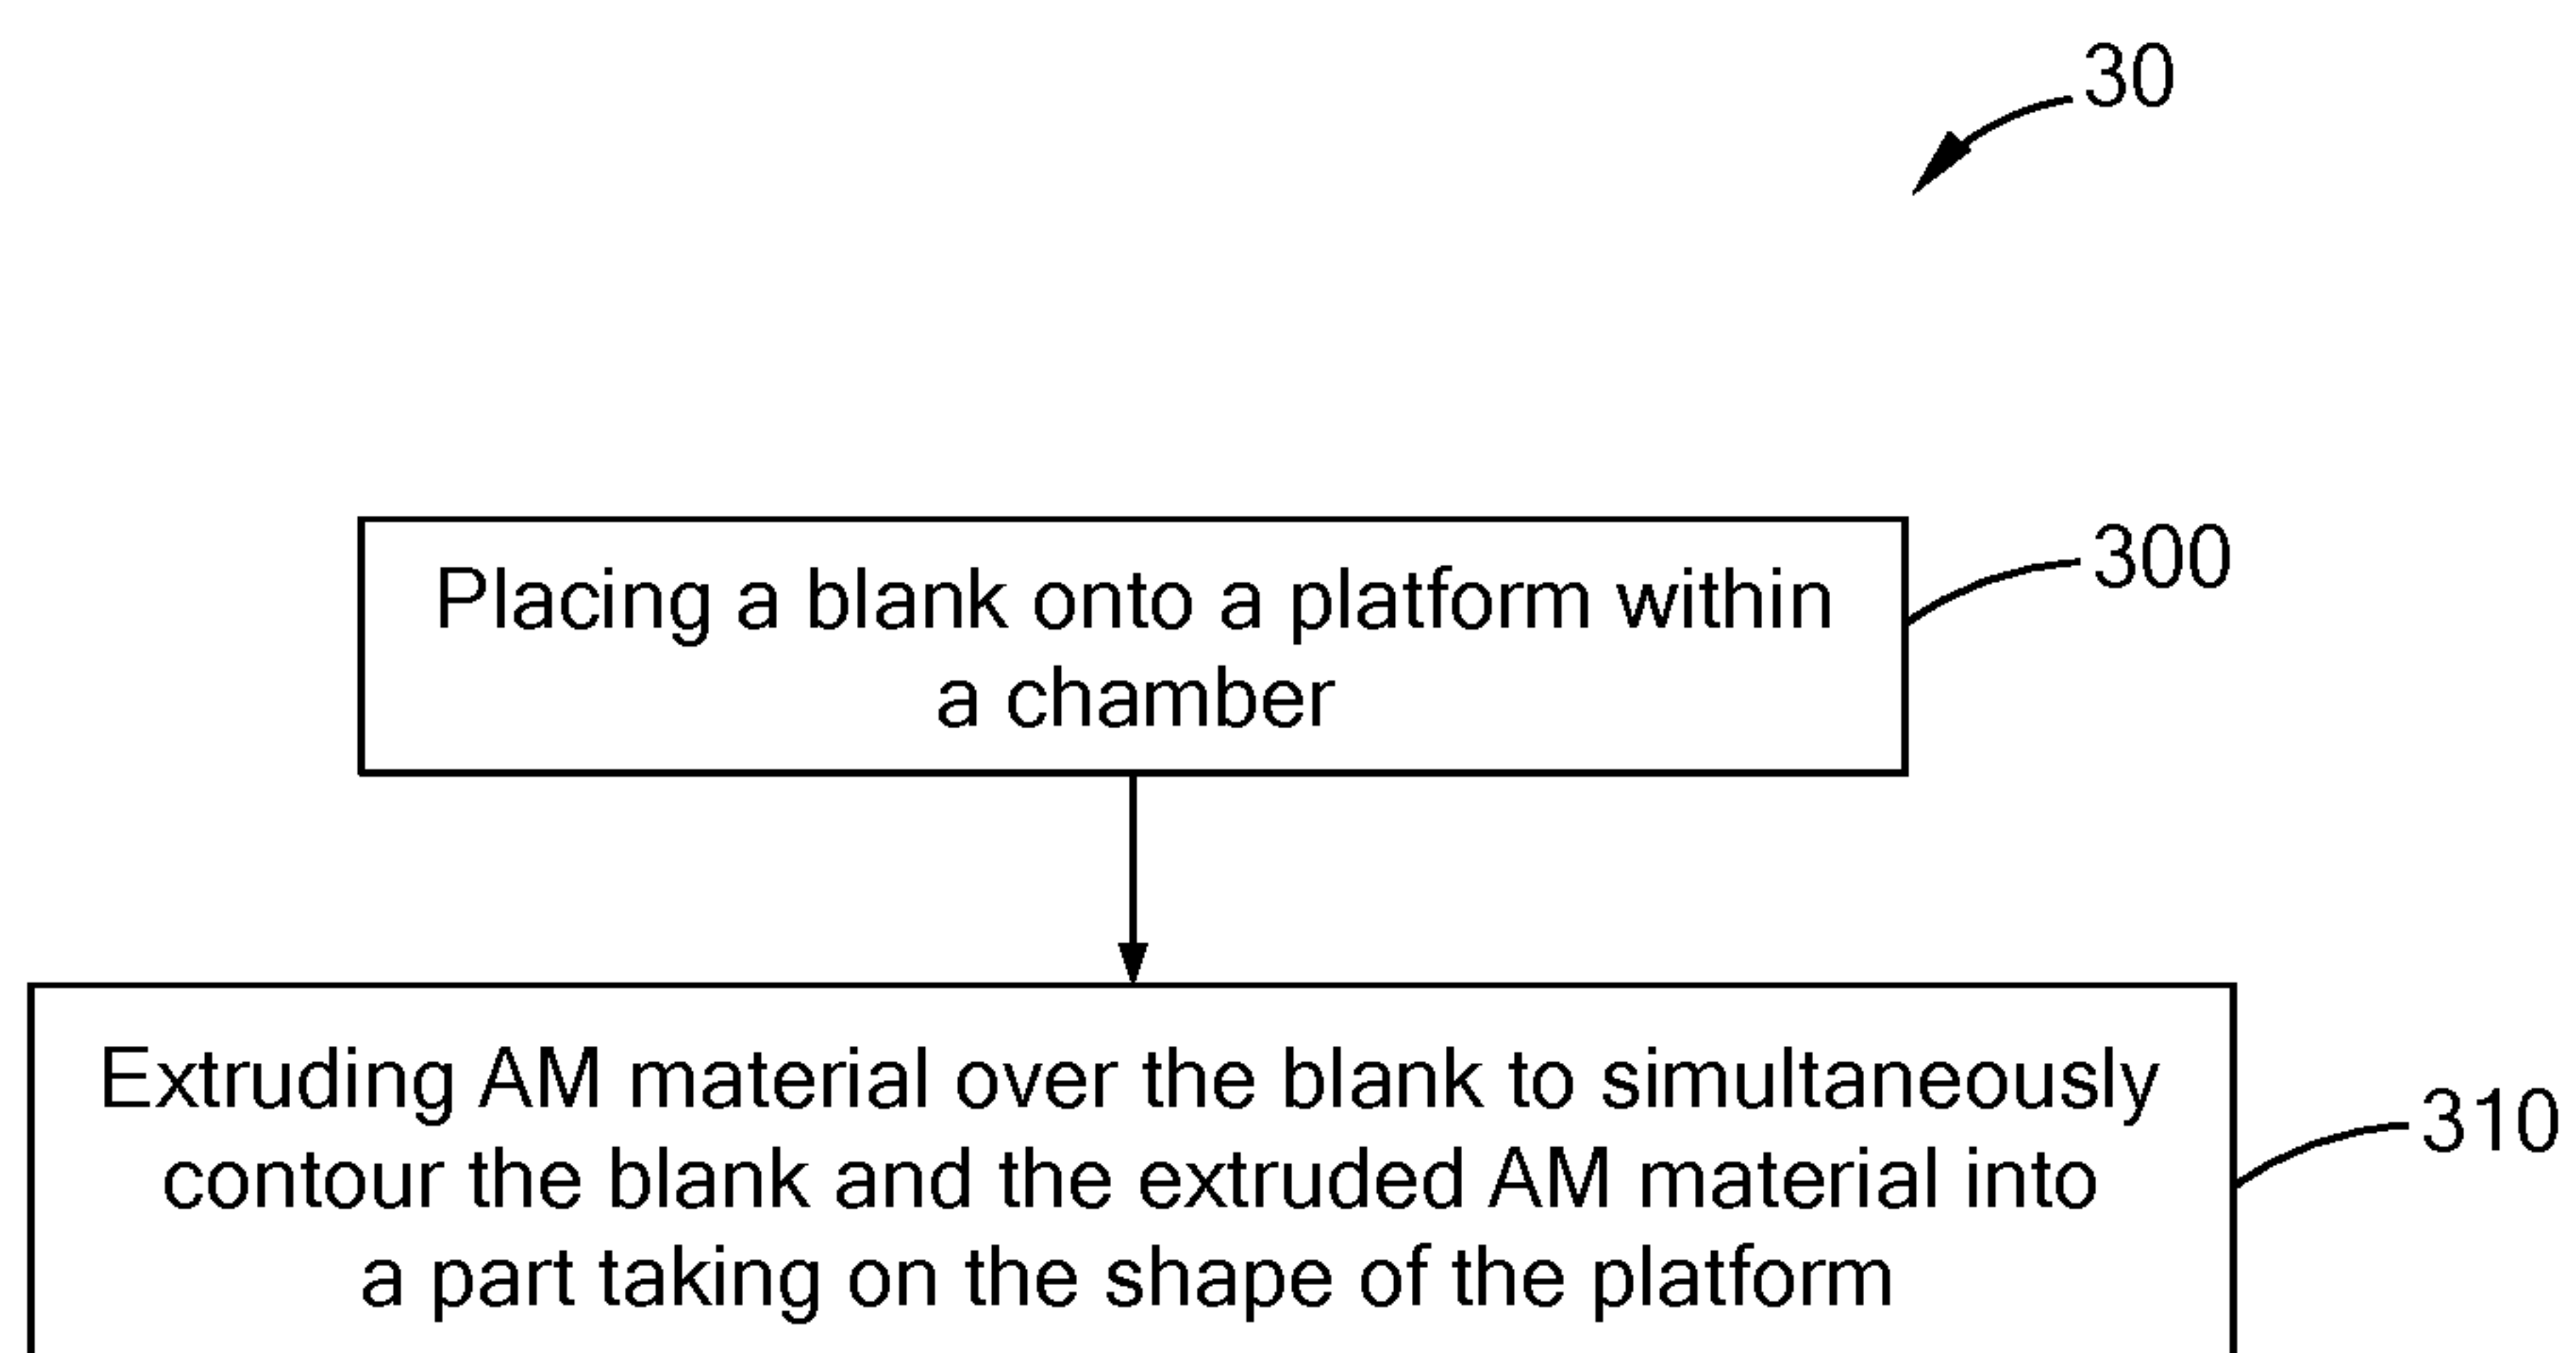 30
Placing a blank onto a platform within
a chamber
300
Extruding AM material over the blank to simultaneously
contour the blank and the extruded AM material into
a part taking on the shape of the platform
310